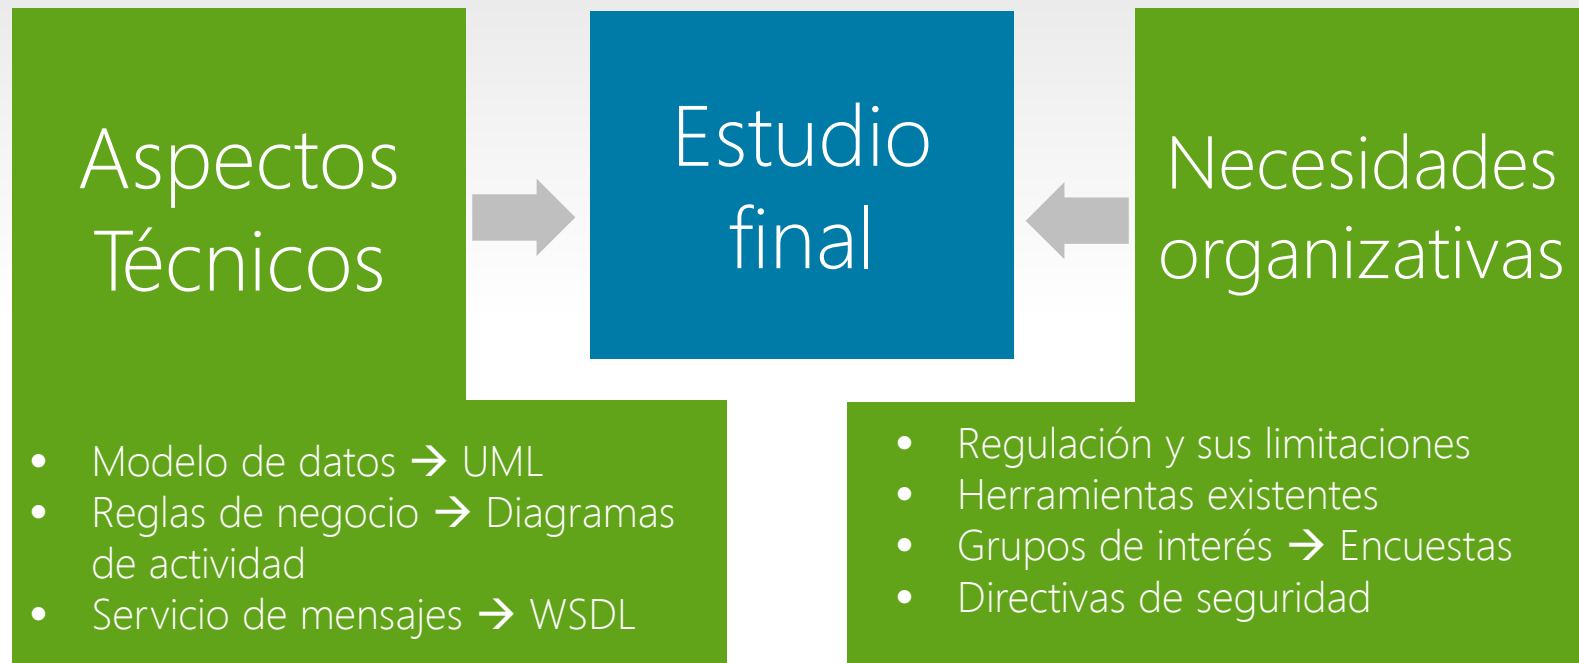 Aspectos
Técnicos
Estudio
final
Necesidades
organizativas
• Modelo de datos → UML
• Reglas de negocio → Diagramas
de actividad
• Servicio de mensajes → WSDL
• Regulación y sus limitaciones
• Herramientas existentes
• Grupos de interés → Encuestas
• Directivas de seguridad